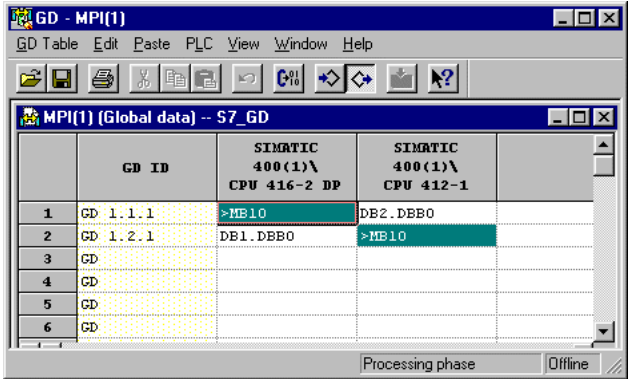 GD - MPI(1)
GD Table Edit Paste PLC View Window Help
MPI(1) (Global data) -- S7_GD
GD ID
SIMATIC
400(1)\
CPU 416-2 DP
SIMATIC
400(1)\
CPU 412-1
1 GD 1.1.1 >MB10 DB2.DBB0
2 GD 1.2.1 DB1.DBB0 >MB10
3 GD
4 GD
5 GD
6 GD
Processing phase Offline